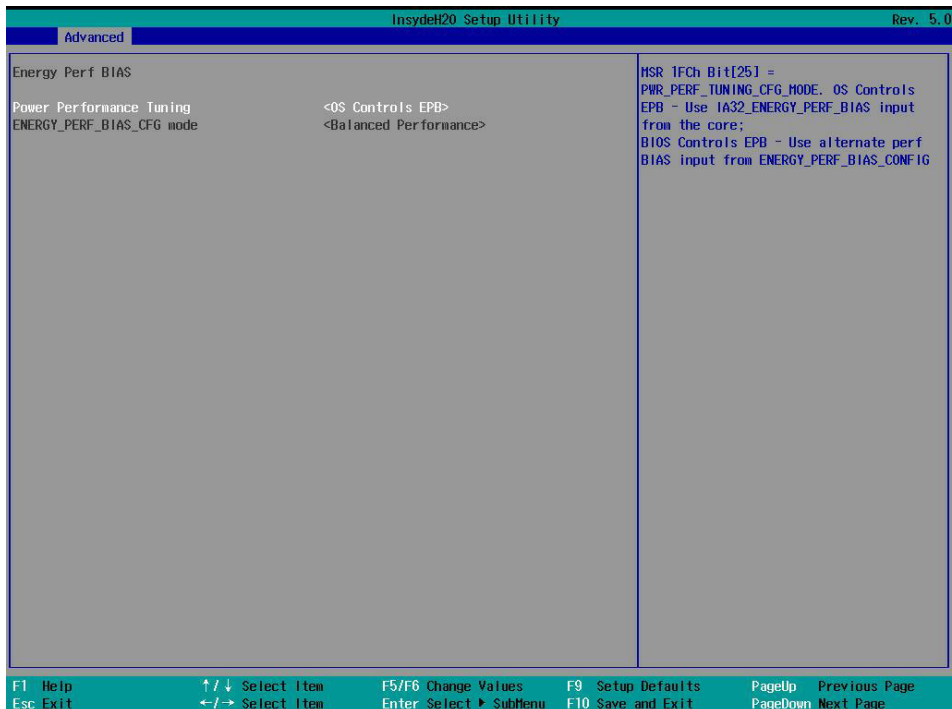 InsydeH20 Setup Utility Rev. 5.0
Advanced
Energy Perf BIAS
Power Performance Tuning <OS Controls EPB>
ENERGY_PERF_BIAS_CFG mode <Balanced Performance>
MSR 1FCh Bit[25] =
PWR_PERF_TUNING_CFG_MODE. OS Controls
EPB - Use IA32_ENERGY_PERF_BIAS input
from the core;
BIOS Controls EPB - Use alternate perf
BIAS input from ENERGY_PERF_BIAS_CONFIG
F1 Help ↑/↓ Select Item F5/F6 Change Values F9 Setup Defaults PageUp Previous Page
Esc Exit ←/→ Select Item Enter Select ▶ SubMenu F10 Save and Exit PageDown Next Page